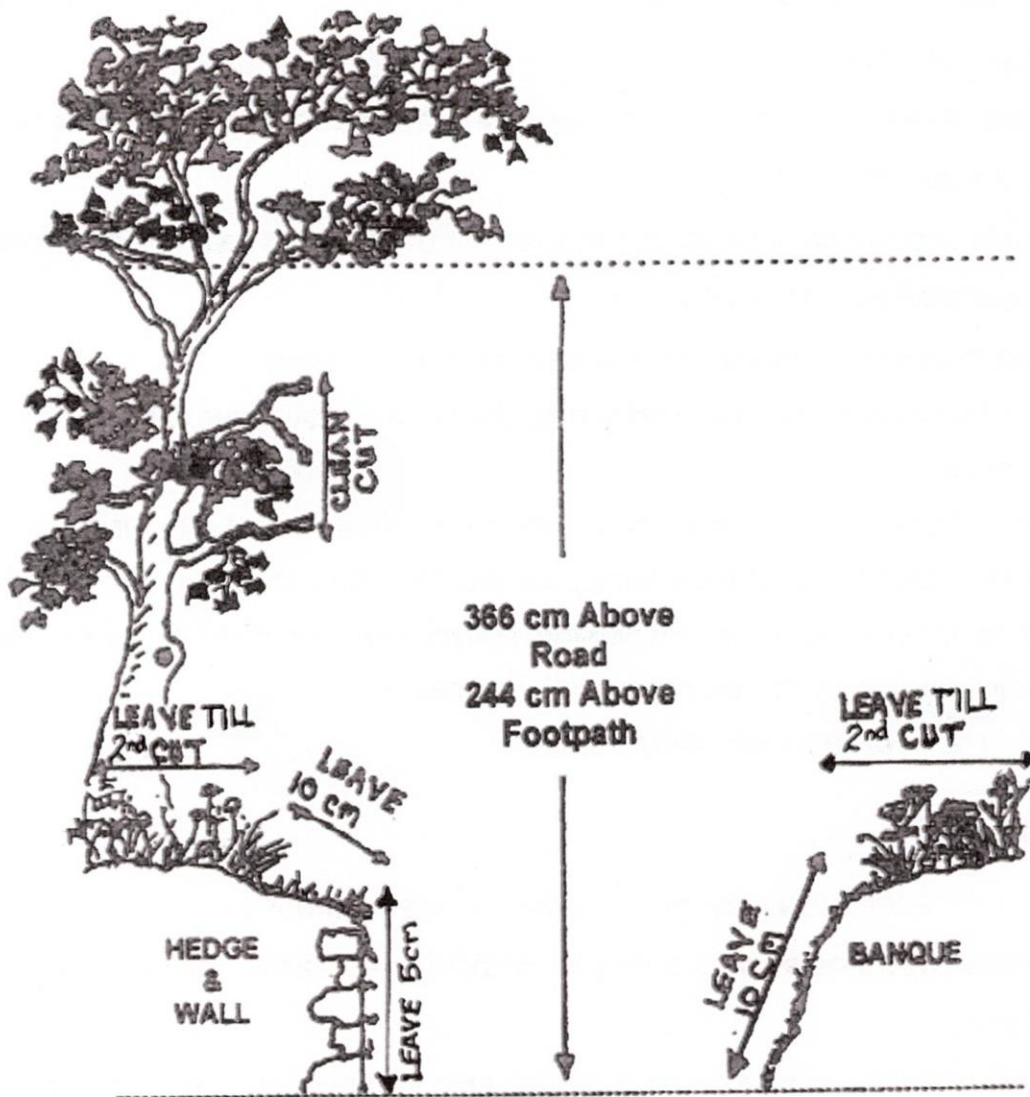 CLEAN
CUT
366 cm Above
Road
244 cm Above
Footpath
LEAVE TILL
2nd CUT
LEAVE
10 CM
LEAVE TILL
2nd CUT
HEDGE
&
WALL
LEAVE 5cm
LEAVE
10 CM
BANQUE